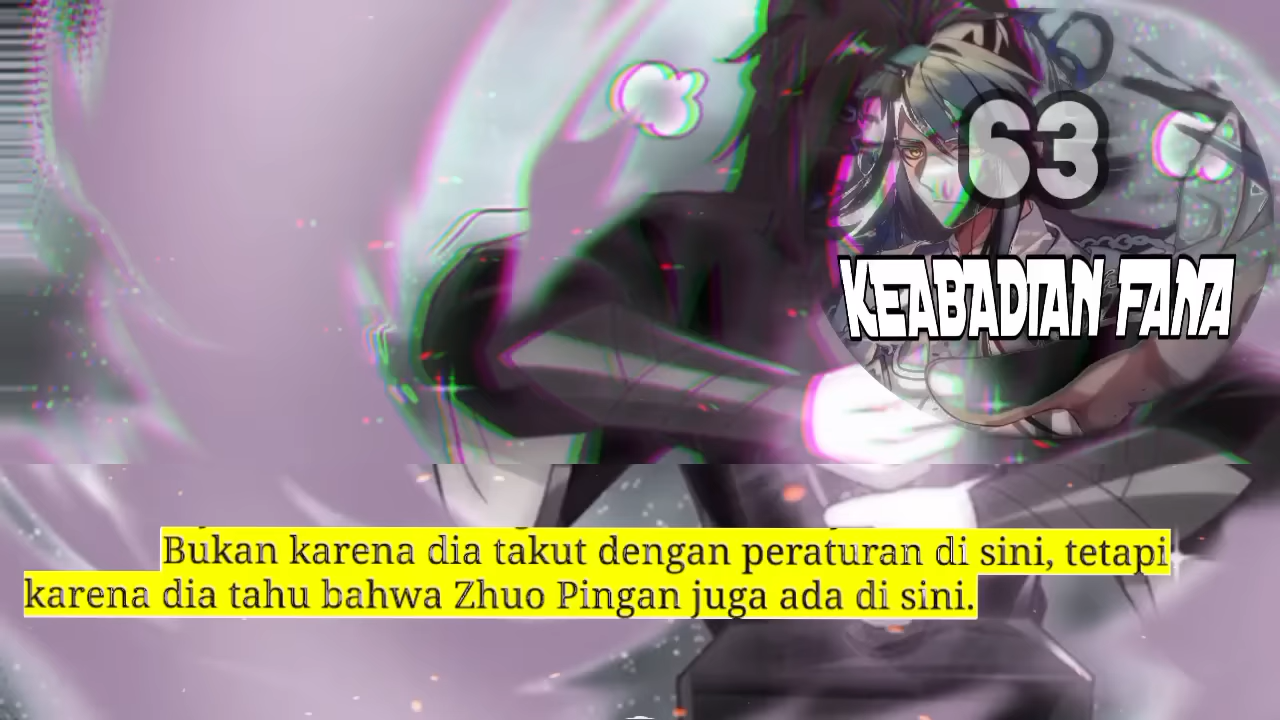 63
KEABADIAN FANA
Bukan karena dia takut dengan peraturan di sini, tetapi
karena dia tahu bahwa Zhuo Pingan juga ada di sini.